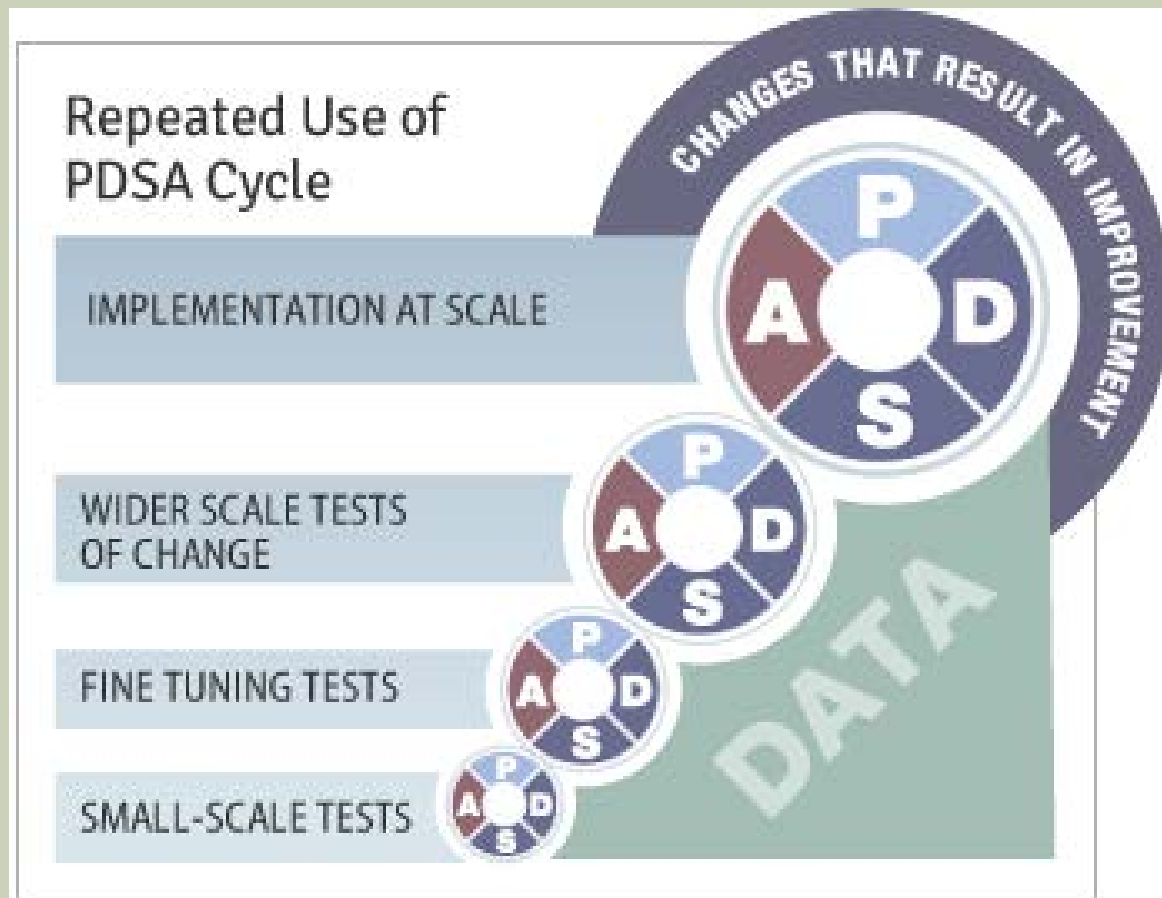 Repeated Use of
PDSA Cycle
CHANGES THAT RESULT IN IMPROVEMENT
IMPLEMENTATION AT SCALE
P
A D
S
WIDER SCALE TESTS
OF CHANGE
P
A D
S
FINE TUNING TESTS
P
A D
S
SMALL-SCALE TESTS
P
A D
S
DATA